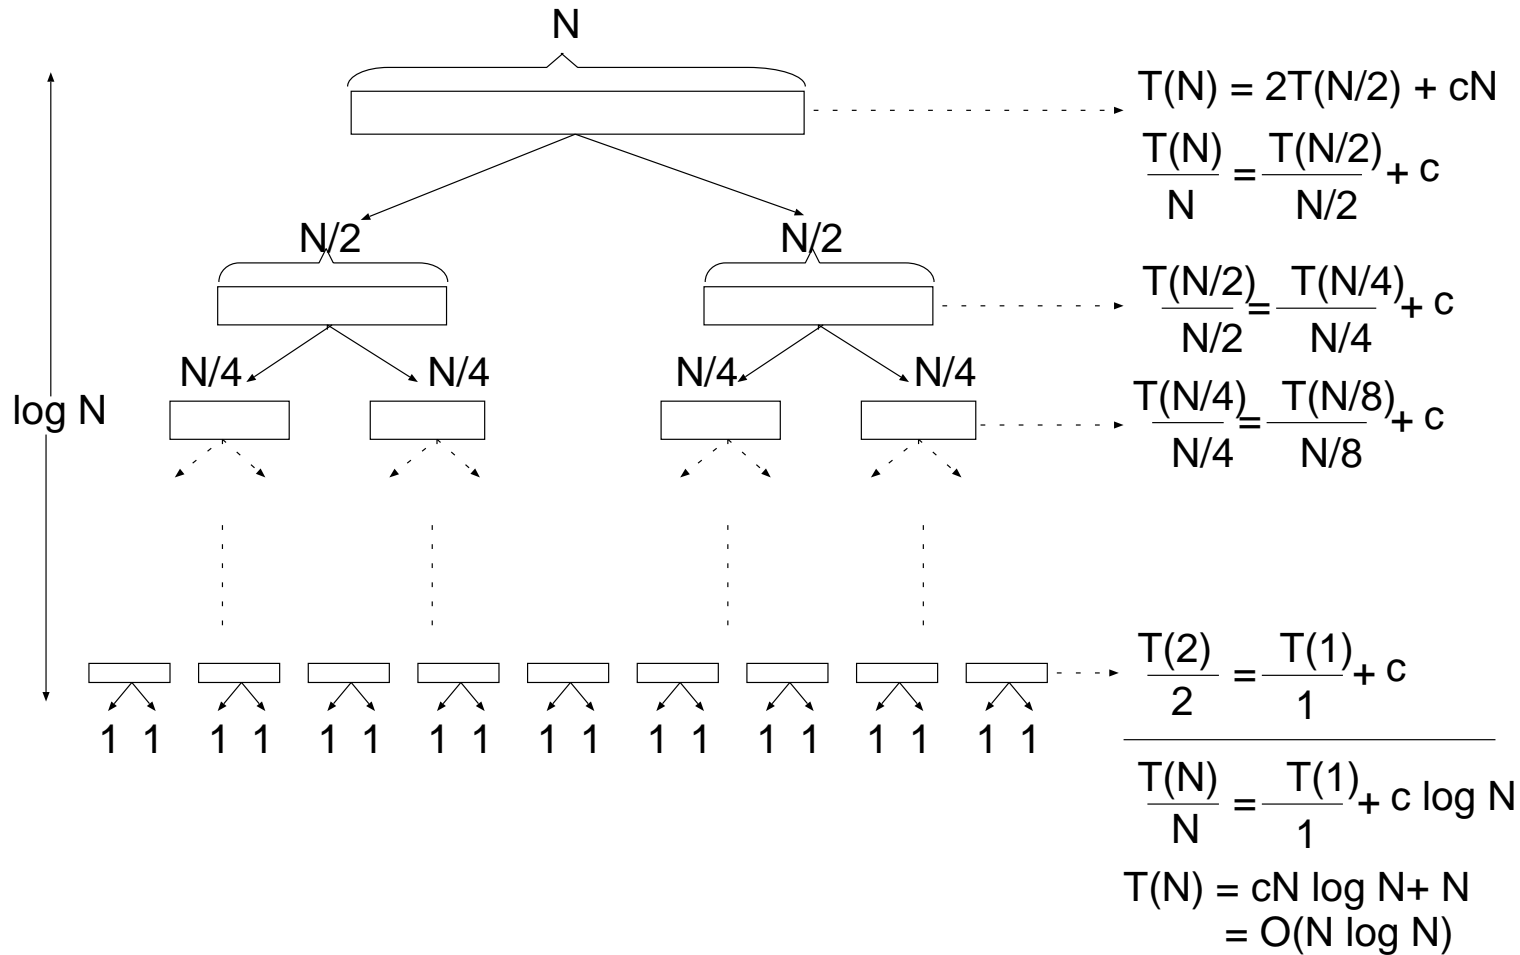 N
T(N) = 2T(N/2) + cN
T(N)/N = T(N/2)/N/2 + c
N/2 N/2
T(N/2)/N/2 = T(N/4)/N/4 + c
N/4 N/4 N/4 N/4
log N
T(N/4)/N/4 = T(N/8)/N/8 + c
T(2)/2 = T(1)/1 + c
1 1 1 1 1 1 1 1 1 1 1 1 1 1 1 1 1 1
T(N)/N = T(1)/1 + c log N
T(N) = cN log N+ N
= O(N log N)